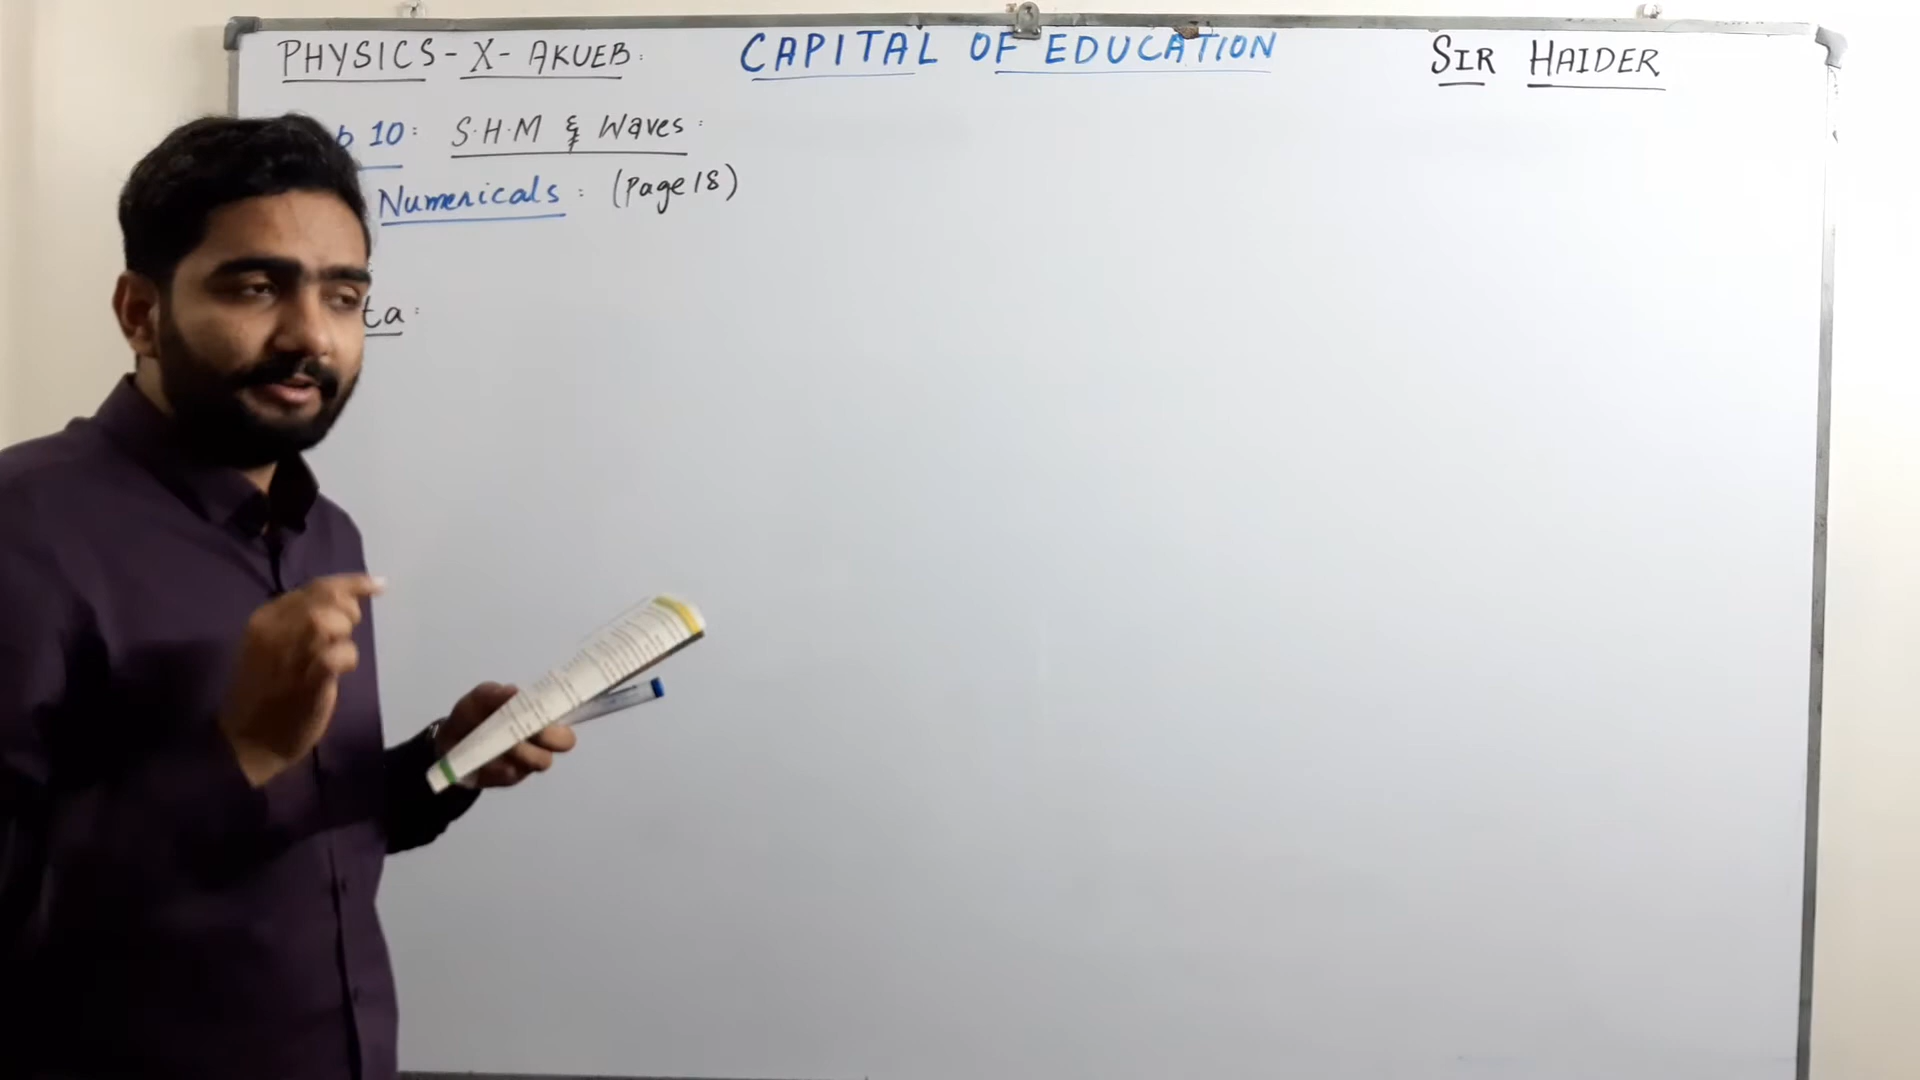 PHYSICS - X - AKUEB: CAPITAL OF EDUCATION SIR HAIDER
10: S.H.M & Waves:
Numericals: (Page 18)
ta: